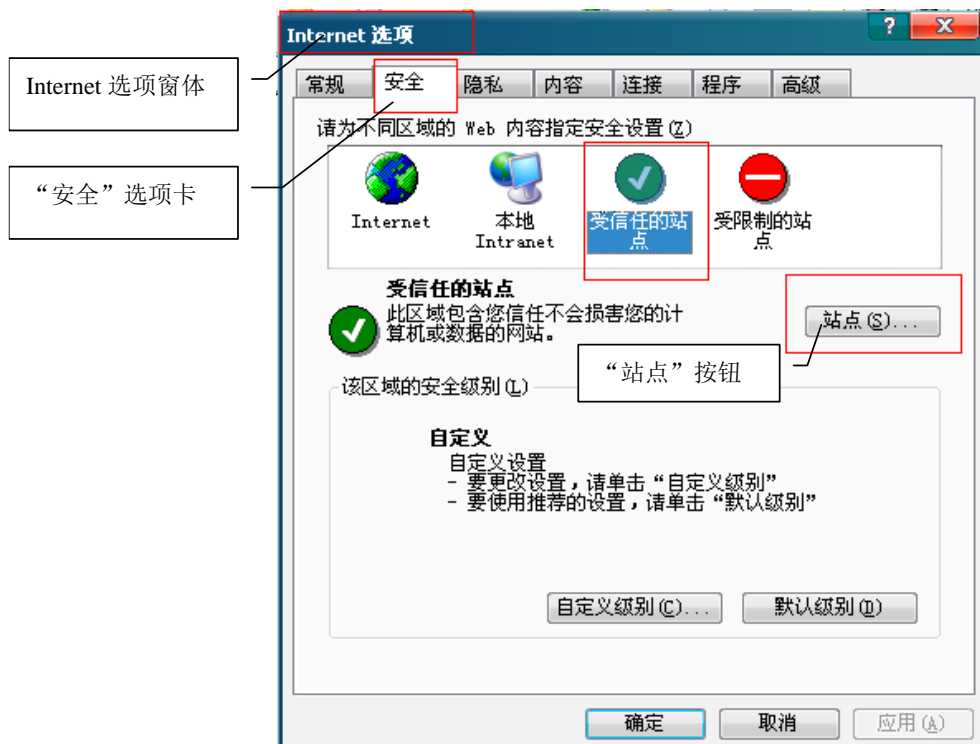 Internet 选项
? X
Internet 选项窗体
常规 安全 隐私 内容 连接 程序 高级
请为不同区域的 Web 内容指定安全设置(Z)
“安全”选项卡
Internet
本地
Intranet
受信任的站
点
受限制的站
点
受信任的站点
此区域包含您信任不会损害您的计
算机或数据的网站。
站点(S)...
“站点”按钮
该区域的安全级别(L)
自定义
自定义设置
- 要更改设置，请单击“自定义级别”
- 要使用推荐的设置，请单击“默认级别”
自定义级别(C)... 默认级别(D)
确定 取消 应用(A)